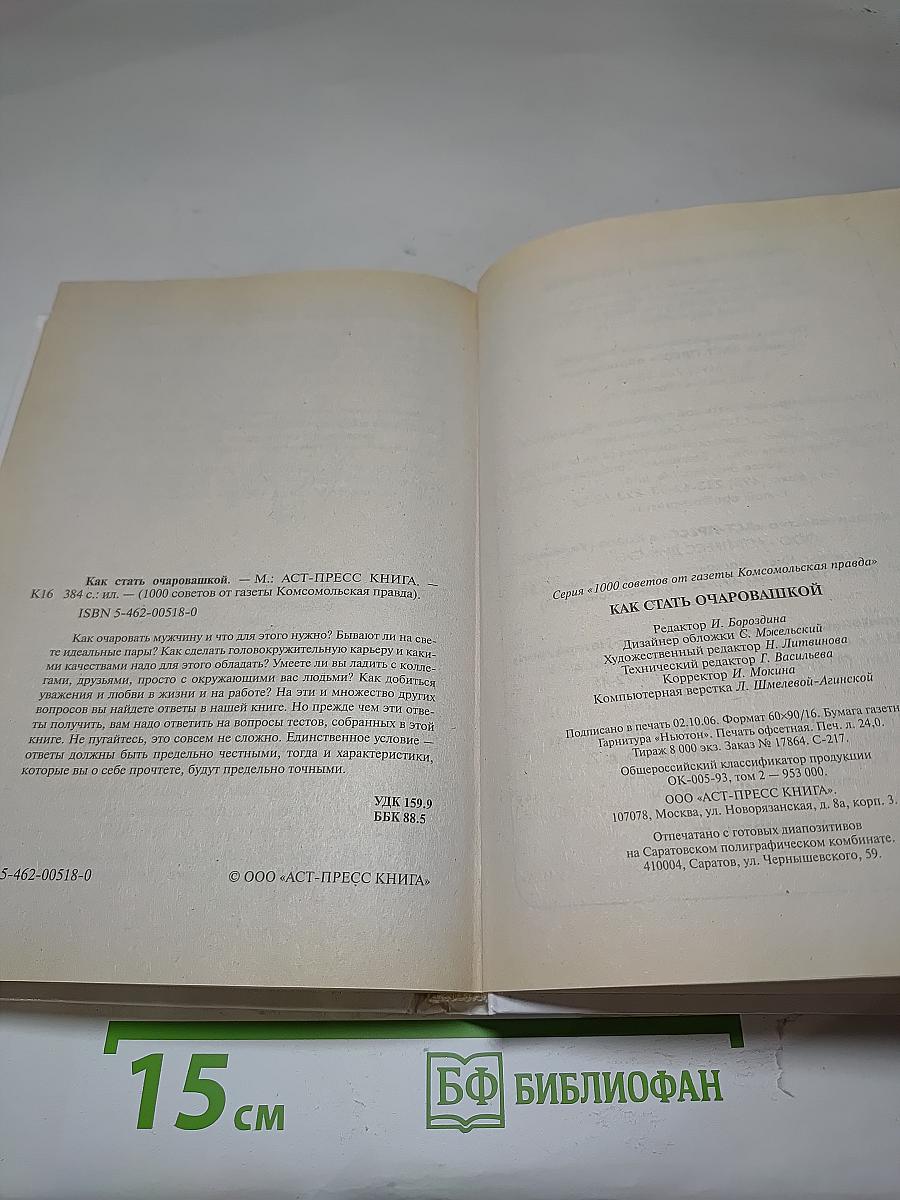 Как стать очаровашкой. — М.: АСТ-ПРЕСС КНИГА. —
К16 384 с.: ил. — (1000 советов от газеты Комсомольская правда).
ISBN 5-462-00518-0
Как очаровать мужчину и что для этого нужно? Бывают ли на све-
те идеальные пары? Как сделать головокружительную карьеру и каки-
ми качествами надо для этого обладать? Умеете ли вы ладить с колле-
гами, друзьями, просто с окружающими вас людьми? Как добиться
уважения и любви в жизни и на работе? На эти и множество других
вопросов вы найдете ответы в нашей книге. Но прежде чем эти отве-
ты получить, вам надо ответить на вопросы тестов, собранных в этой
книге. Не пугайтесь, это совсем не сложно. Единственное условие —
ответы должны быть предельно честными, тогда и характеристики,
которые вы о себе прочтете, будут предельно точными.
УДК 159.9
ББК 88.5
5-462-00518-0
© ООО «АСТ-ПРЕСС КНИГА»
Серия «1000 советов от газеты Комсомольская правда»
КАК СТАТЬ ОЧАРОВАШКОЙ
Редактор И. Бороздина
Дизайнер обложки С. Мжельский
Художественный редактор Н. Литвинова
Технический редактор Г. Васильева
Корректор И. Мокина
Компьютерная верстка Л. Шмелевой-Агинской
Подписано в печать 02.10.06. Формат 60×90/16. Бумага газетн
Гарнитура «Ньютон». Печать офсетная. Печ. л. 24,0.
Тираж 8 000 экз. Заказ № 17864. С-217.
Общероссийский классификатор продукции
ОК-005-93, том 2 — 953 000.
ООО «АСТ-ПРЕСС КНИГА».
107078, Москва, ул. Новорязанская, д. 8а, корп. 3.
Отпечатано с готовых диапозитивов
на Саратовском полиграфическом комбинате.
410004, Саратов, ул. Чернышевского, 59.
15 см
БФ БИБЛИОФАН